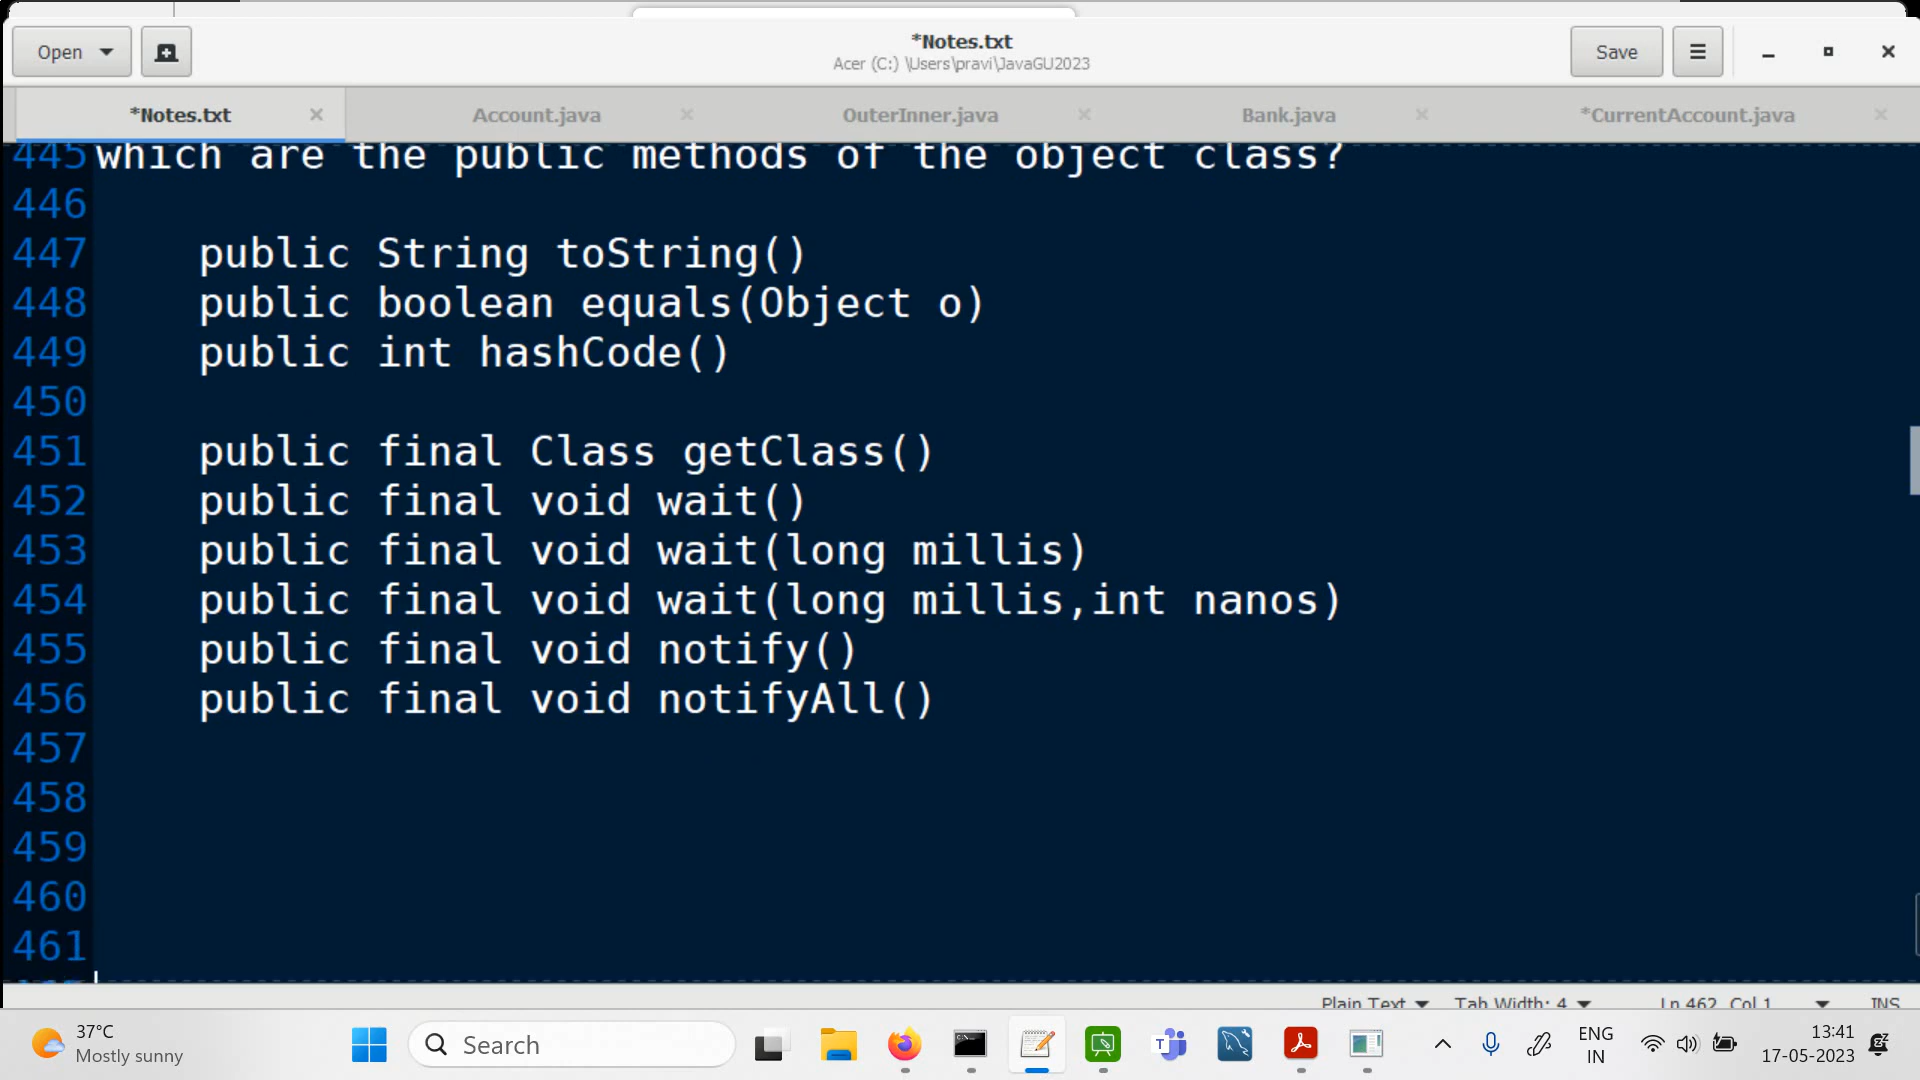 *Notes.txt
Open
Acer (C:) \Users\pravi\JavaGU2023
Save
*Notes.txt
Account.java
OuterInner.java
Bank.java
*CurrentAccount.java
445 which are the public methods of the object class?
446
447 public String toString()
448 public boolean equals(Object o)
449 public int hashCode()
450
451 public final Class getClass()
452 public final void wait()
453 public final void wait(long millis)
454 public final void wait(long millis,int nanos)
455 public final void notify()
456 public final void notifyAll()
457
458
459
460
461
Plain Text Tab Width: 4 Ln 462, Col 1 INS
37°C
Mostly sunny
Search
ENG
IN
13:41
17-05-2023